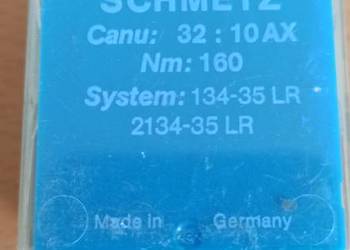 SCHMETZ
Canu: 32 : 10 AX
Nm: 160
System: 134-35 LR
2134-35 LR
Made in Germany